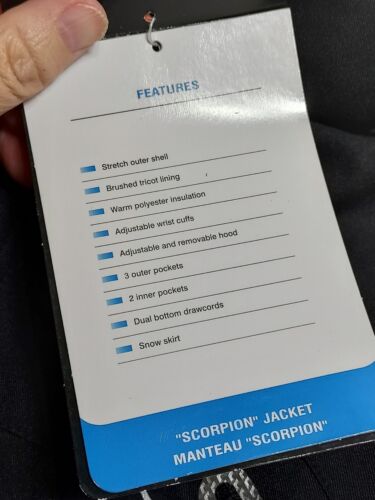 FEATURES
Stretch outer shell
Brushed tricot lining
Warm polyester insulation
Adjustable wrist cuffs
Adjustable and removable hood
3 outer pockets
2 inner pockets
Dual bottom drawcords
Snow skirt
"SCORPION" JACKET
MANTEAU "SCORPION"